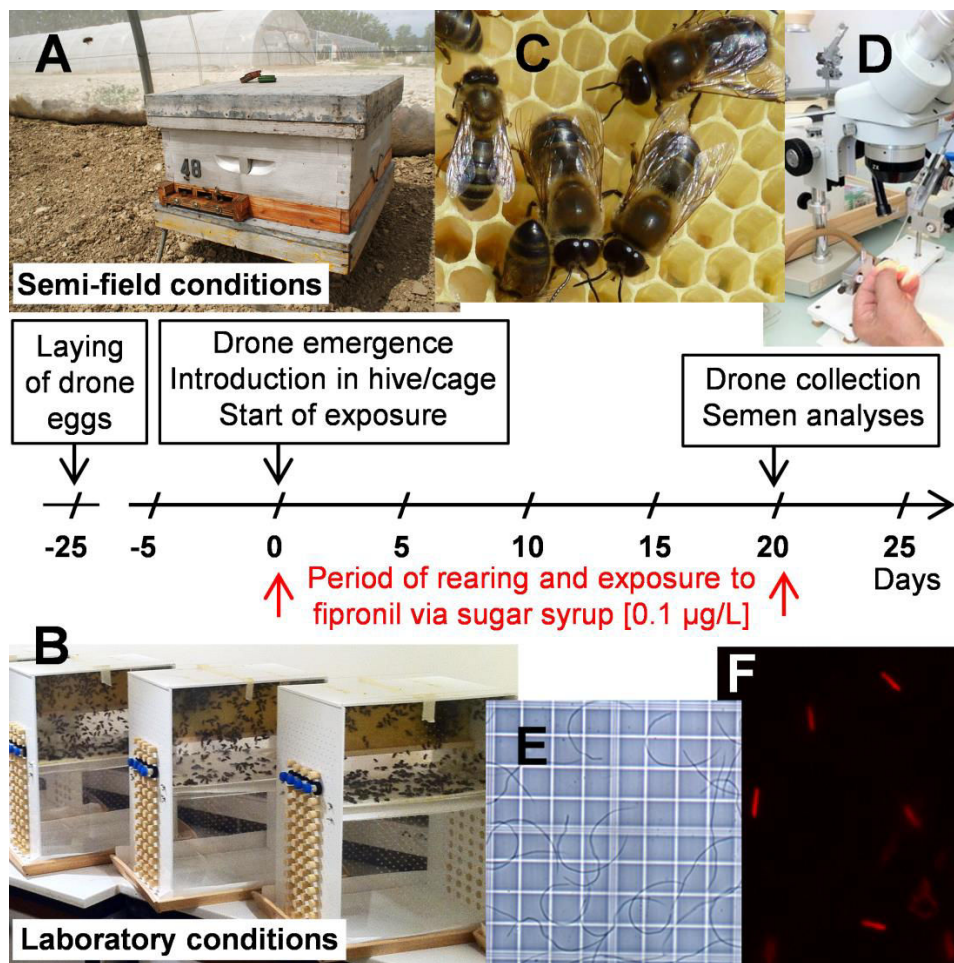 A
C
D
48
Semi-field conditions
Laying
of drone
eggs
Drone emergence
Introduction in hive/cage
Start of exposure
Drone collection
Semen analyses
-25 -5 0 5 10 15 20 25
Days
Period of rearing and exposure to
fipronil via sugar syrup [0.1 µg/L]
B
F
E
Laboratory conditions